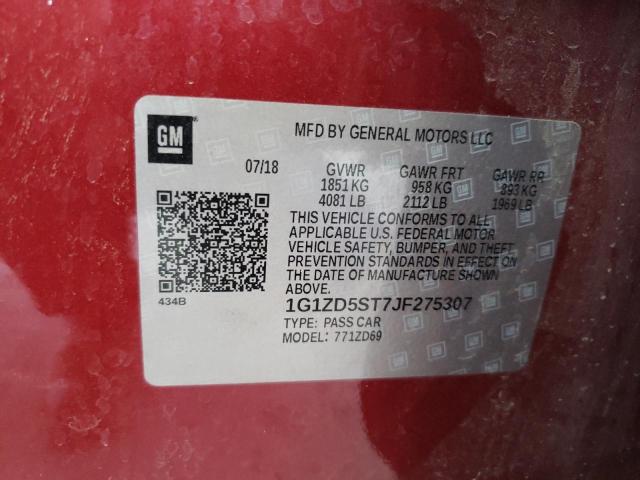 GM
MFD BY GENERAL MOTORS LLC
07/18 GVWR GAWR FRT GAWR RR
1851 KG 958 KG 893 KG
4081 LB 2112 LB 1969 LB
THIS VEHICLE CONFORMS TO ALL
APPLICABLE U.S. FEDERAL MOTOR
VEHICLE SAFETY, BUMPER, AND THEFT
PREVENTION STANDARDS IN EFFECT ON
THE DATE OF MANUFACTURE SHOWN
ABOVE.
434B
1G1ZD5ST7JF275307
TYPE: PASS CAR
MODEL: 771ZD69